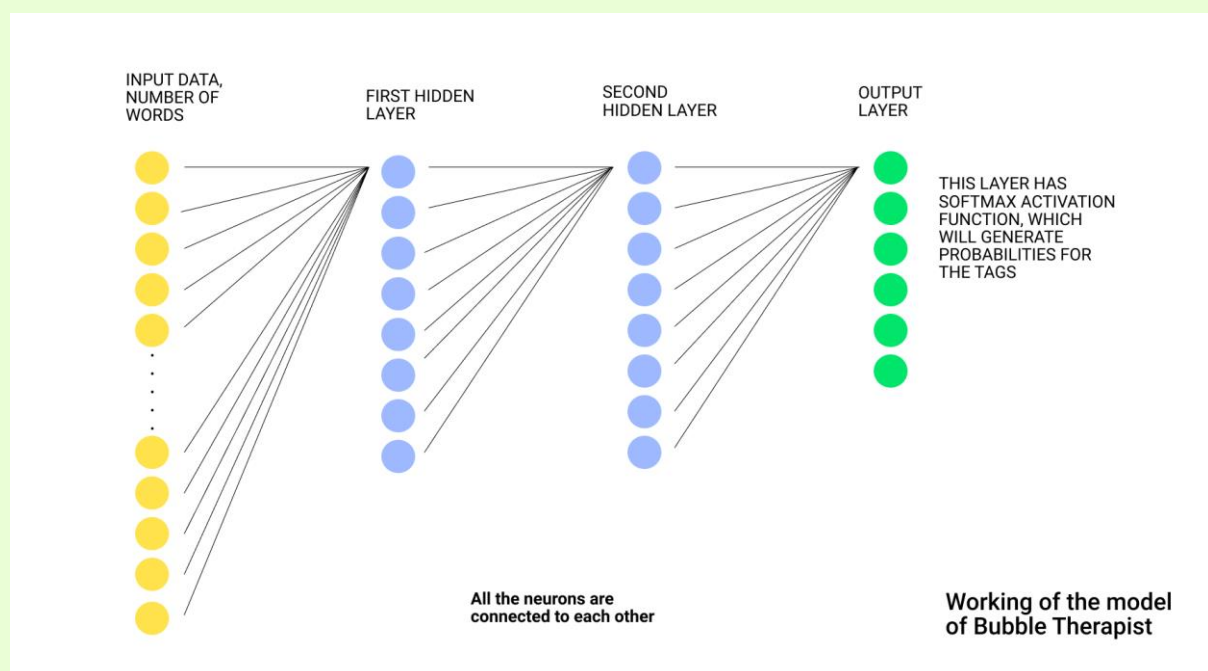 INPUT DATA,
NUMBER OF
WORDS
FIRST HIDDEN
LAYER
SECOND
HIDDEN LAYER
OUTPUT
LAYER
THIS LAYER HAS
SOFTMAX ACTIVATION
FUNCTION, WHICH
WILL GENERATE
PROBABILITIES FOR
THE TAGS
All the neurons are
connected to each other
Working of the model
of Bubble Therapist